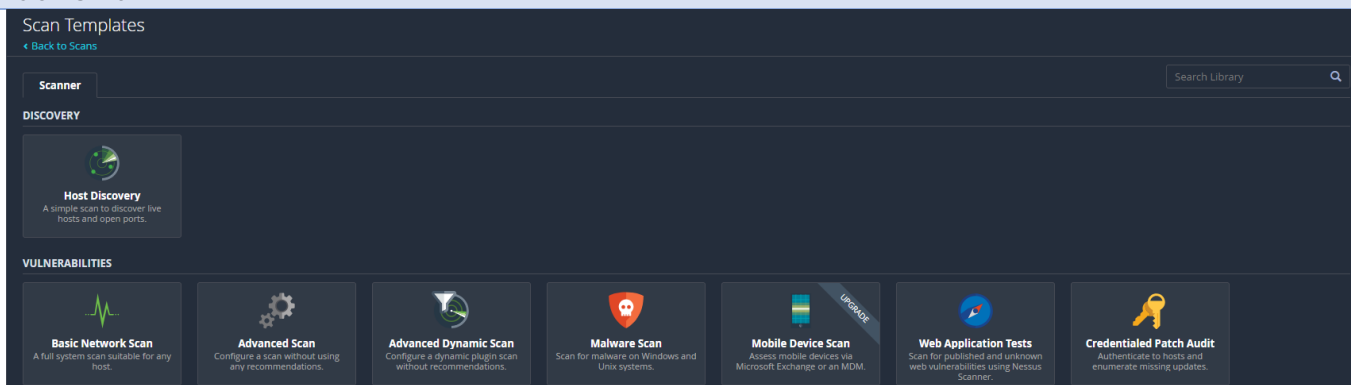 Scan Templates
‹ Back to Scans
Scanner
Search Library
DISCOVERY
Host Discovery
A simple scan to discover live
hosts and open ports.
VULNERABILITIES
Basic Network Scan
A full system scan suitable for any
host.
Advanced Scan
Configure a scan without using
any recommendations.
Advanced Dynamic Scan
Configure a dynamic plugin scan
without recommendations.
Malware Scan
Scan for malware on Windows and
Unix systems.
UPGRADE
Mobile Device Scan
Assess mobile devices via
Microsoft Exchange or an MDM.
Web Application Tests
Scan for published and unknown
web vulnerabilities using Nessus
Scanner.
Credentialed Patch Audit
Authenticate to hosts and
enumerate missing updates.